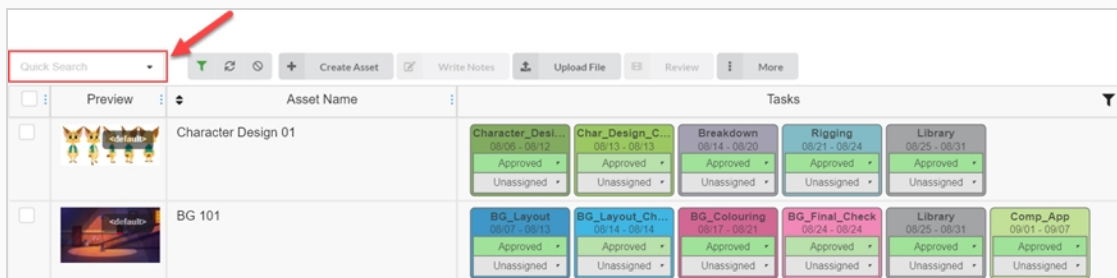 Quick Search
Create Asset
Write Notes
Upload File
Review
More
Preview
Asset Name
Tasks
<default>
Character Design 01
Character_Desi...
08/06 - 08/12
Approved
Unassigned
Char_Design_C...
08/13 - 08/13
Approved
Unassigned
Breakdown
08/14 - 08/20
Approved
Unassigned
Rigging
08/21 - 08/24
Approved
Unassigned
Library
08/25 - 08/31
Approved
Unassigned
<default>
BG 101
BG_Layout
08/07 - 08/13
Approved
Unassigned
BG_Layout_Ch...
08/14 - 08/14
Approved
Unassigned
BG_Colouring
08/17 - 08/21
Approved
Unassigned
BG_Final_Check
08/24 - 08/24
Approved
Unassigned
Library
08/25 - 08/31
Approved
Unassigned
Comp_App
09/01 - 09/07
Approved
Unassigned